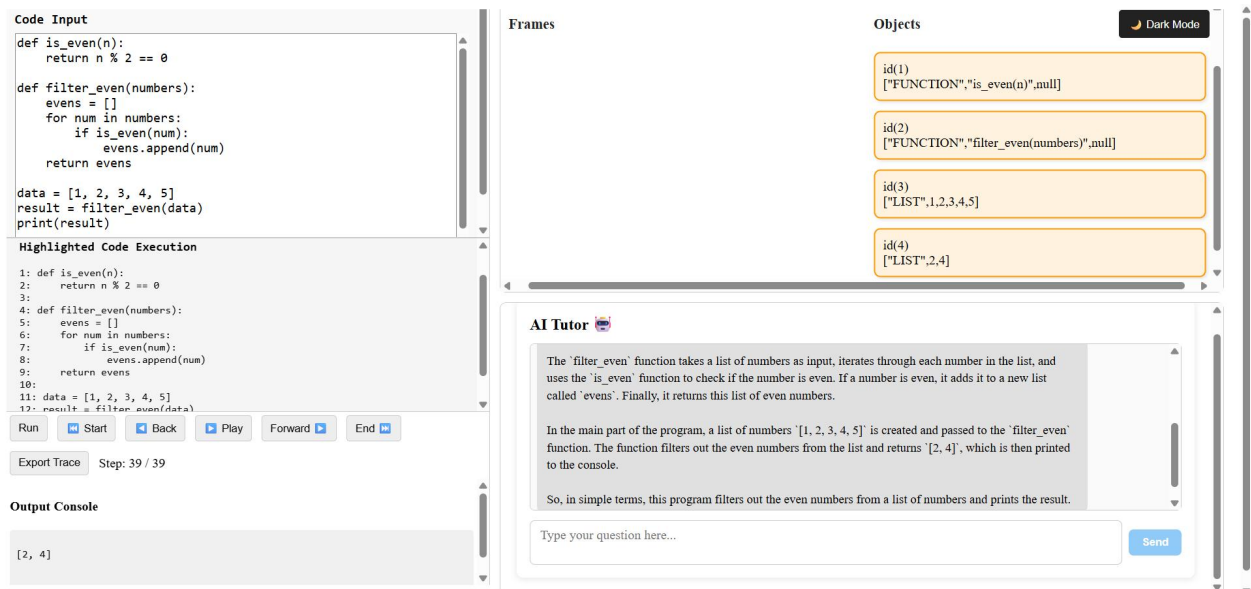 Code Input
def is_even(n):
    return n % 2 == 0
def filter_even(numbers):
    evens = []
    for num in numbers:
        if is_even(num):
            evens.append(num)
    return evens
data = [1, 2, 3, 4, 5]
result = filter_even(data)
print(result)
Highlighted Code Execution
1: def is_even(n):
2:     return n % 2 == 0
3:
4: def filter_even(numbers):
5:     evens = []
6:     for num in numbers:
7:         if is_even(num):
8:             evens.append(num)
9:     return evens
10:
11: data = [1, 2, 3, 4, 5]
12: result = filter_even(data)
Run
Start
Back
Play
Forward
End
Export Trace
Step: 39 / 39
Output Console
[2, 4]
Frames
Objects
Dark Mode
id(1)
["FUNCTION","is_even(n)",null]
id(2)
["FUNCTION","filter_even(numbers)",null]
id(3)
["LIST",1,2,3,4,5]
id(4)
["LIST",2,4]
AI Tutor
The `filter_even` function takes a list of numbers as input, iterates through each number in the list, and
uses the `is_even` function to check if the number is even. If a number is even, it adds it to a new list
called `evens`. Finally, it returns this list of even numbers.
In the main part of the program, a list of numbers `[1, 2, 3, 4, 5]` is created and passed to the `filter_even`
function. The function filters out the even numbers from the list and returns `[2, 4]`, which is then printed
to the console.
So, in simple terms, this program filters out the even numbers from a list of numbers and prints the result.
Type your question here...
Send